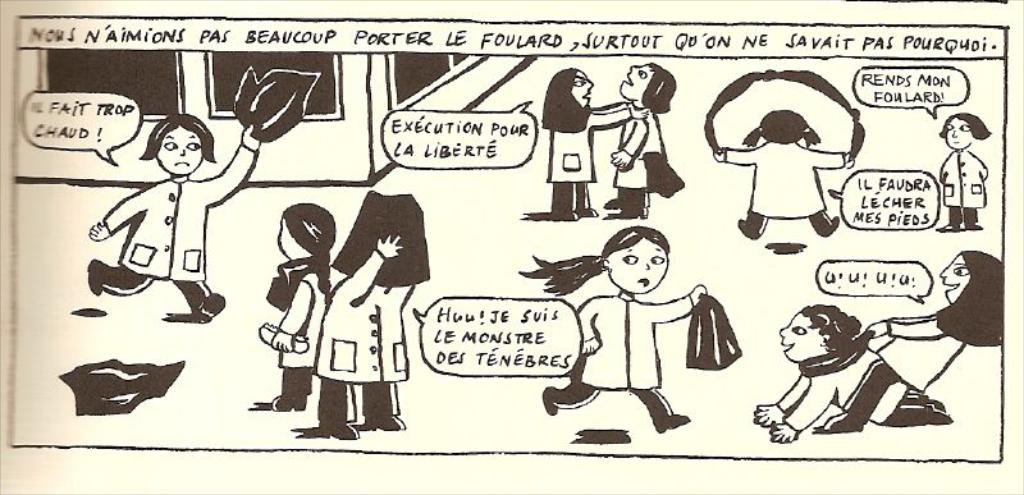 NOUS N'AIMIONS PAS BEAUCOUP PORTER LE FOULARD, SURTOUT QU'ON NE SAVAIT PAS POURQUOI.
IL FAIT TROP
CHAUD!
EXÉCUTION POUR
LA LIBERTÉ
RENDS MON
FOULARD!
IL FAUDRA
LÉCHER
MES PIEDS
HUU! JE SUIS
LE MONSTRE
DES TÉNÉBRES
U! U! U! U!